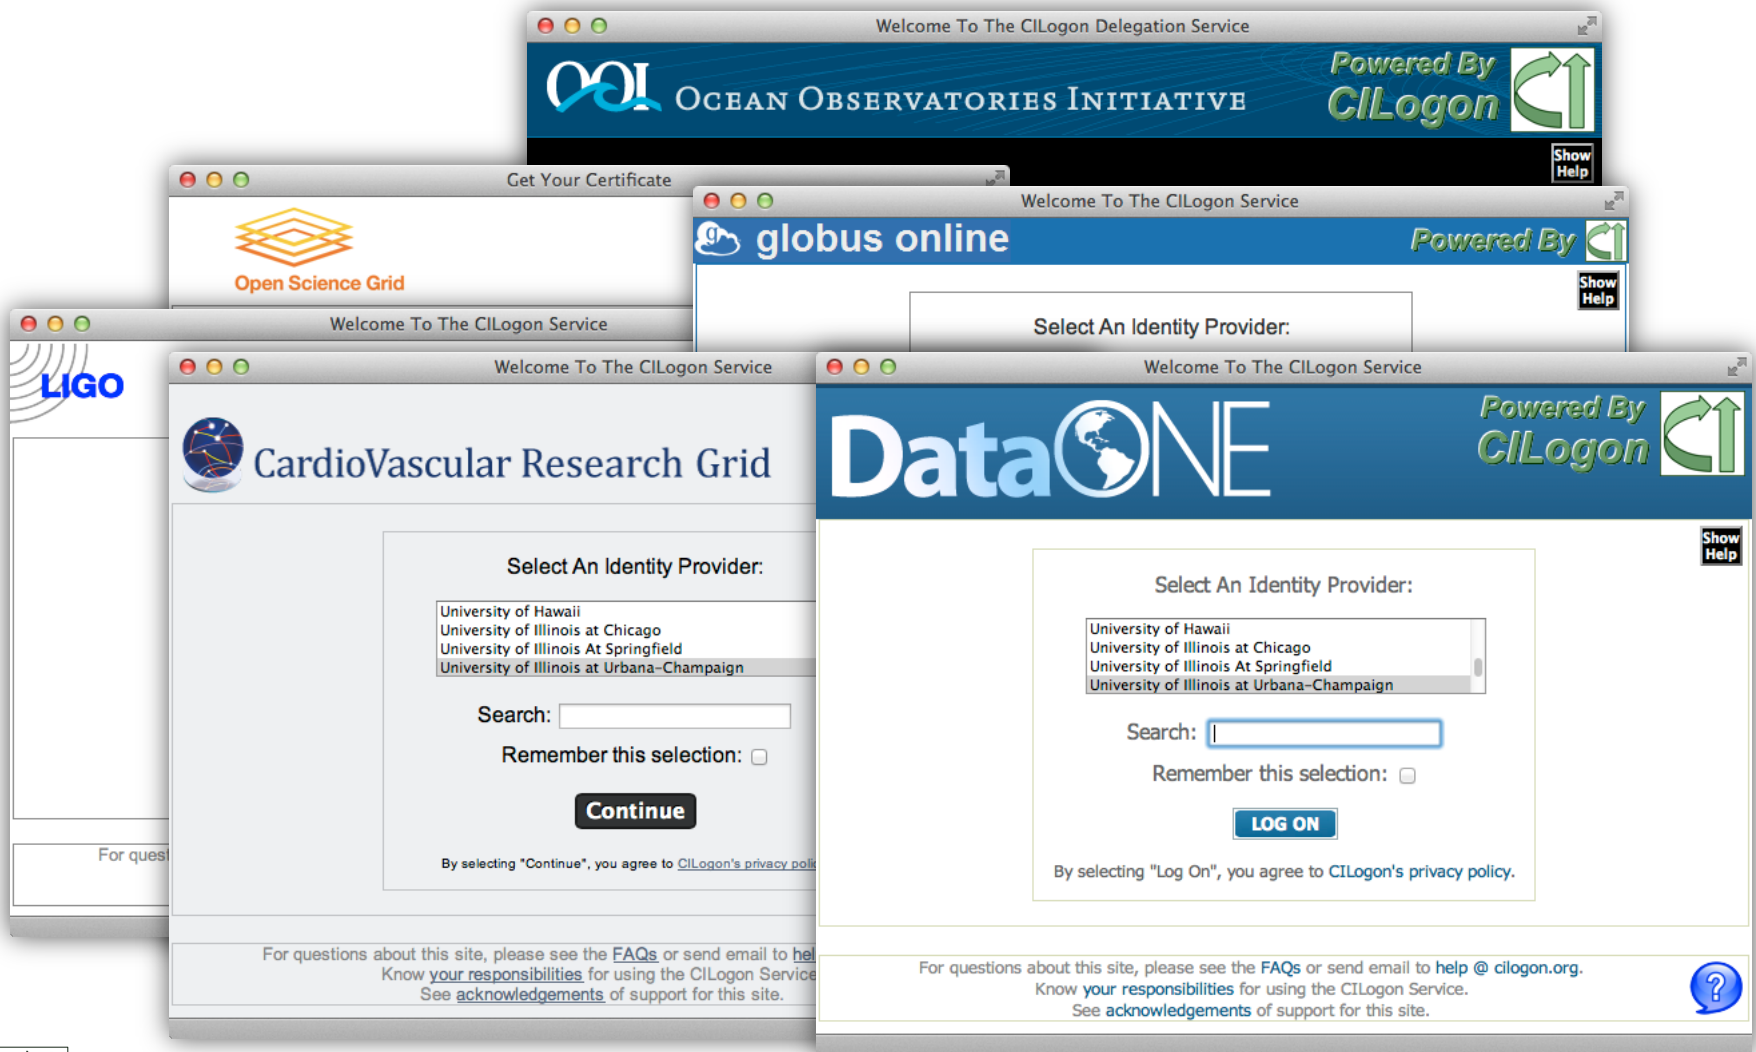 Welcome To The CILogon Delegation Service
OOI OCEAN OBSERVATORIES INITIATIVE
Powered By
CILogon
Show
Help
Get Your Certificate
Open Science Grid
Welcome To The CILogon Service
globus online
Powered By
Show
Help
Select An Identity Provider:
Welcome To The CILogon Service
LIGO
For quest
Welcome To The CILogon Service
CardioVascular Research Grid
Select An Identity Provider:
University of Hawaii
University of Illinois at Chicago
University of Illinois At Springfield
University of Illinois at Urbana-Champaign
Search:
Remember this selection:
Continue
By selecting "Continue", you agree to CILogon's privacy poli
For questions about this site, please see the FAQs or send email to hel
Know your responsibilities for using the CILogon Service
See acknowledgements of support for this site.
Welcome To The CILogon Service
DataONE
Powered By
CILogon
Show
Help
Select An Identity Provider:
University of Hawaii
University of Illinois at Chicago
University of Illinois At Springfield
University of Illinois at Urbana-Champaign
Search:
Remember this selection:
LOG ON
By selecting "Log On", you agree to CILogon's privacy policy.
For questions about this site, please see the FAQs or send email to help @ cilogon.org.
Know your responsibilities for using the CILogon Service.
See acknowledgements of support for this site.